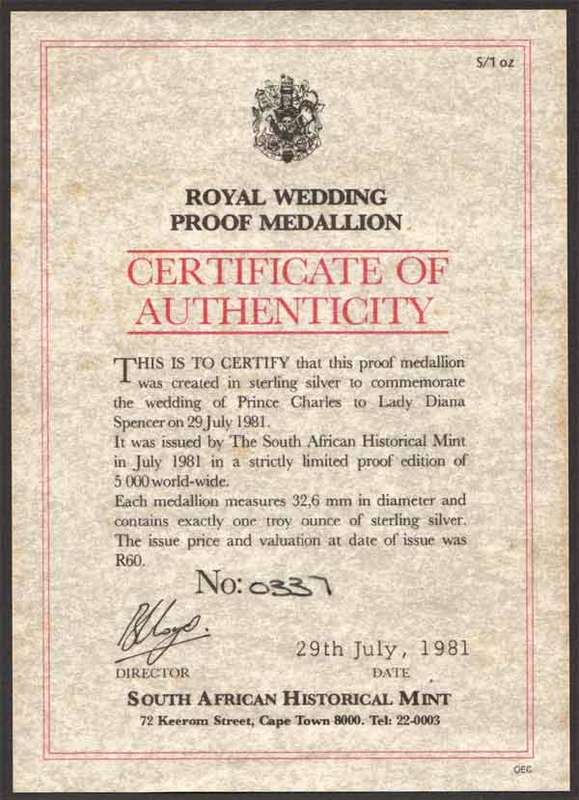 S/1 oz
ROYAL WEDDING
PROOF MEDALLION
CERTIFICATE OF
AUTHENTICITY
THIS IS TO CERTIFY that this proof medallion
was created in sterling silver to commemorate
the wedding of Prince Charles to Lady Diana
Spencer on 29 July 1981.
It was issued by The South African Historical Mint
in July 1981 in a strictly limited proof edition of
5 000 world-wide.
Each medallion measures 32,6 mm in diameter and
contains exactly one troy ounce of sterling silver.
The issue price and valuation at date of issue was
R60.
No: 0337
29th July, 1981
DIRECTOR DATE
SOUTH AFRICAN HISTORICAL MINT
72 Keerom Street, Cape Town 8000. Tel: 22-0003